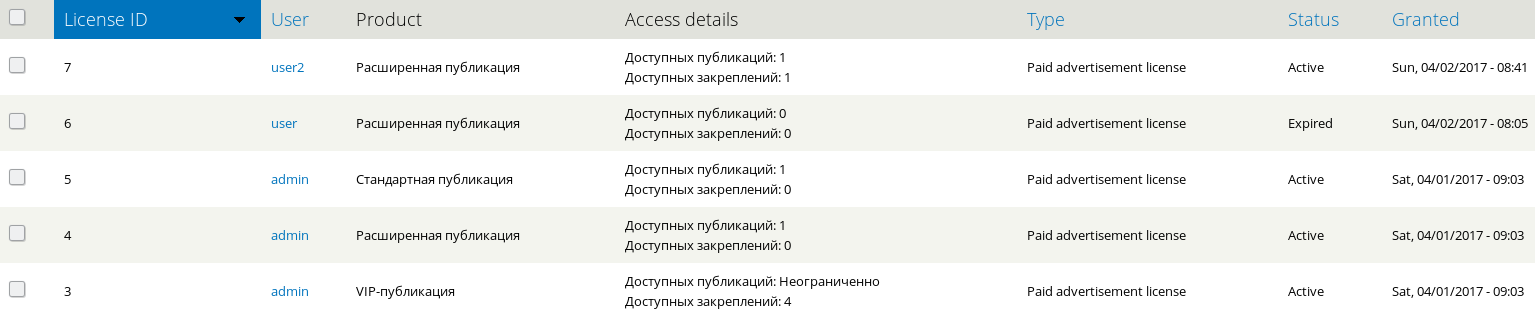 License ID User Product Access details Type Status Granted
7 user2 Расширенная публикация Доступных публикаций: 1 Paid advertisement license Active Sun, 04/02/2017 - 08:41
Доступных закреплений: 1
6 user Расширенная публикация Доступных публикаций: 0 Paid advertisement license Expired Sun, 04/02/2017 - 08:05
Доступных закреплений: 0
5 admin Стандартная публикация Доступных публикаций: 1 Paid advertisement license Active Sat, 04/01/2017 - 09:03
Доступных закреплений: 0
4 admin Расширенная публикация Доступных публикаций: 1 Paid advertisement license Active Sat, 04/01/2017 - 09:03
Доступных закреплений: 0
3 admin VIP-публикация Доступных публикаций: Неограниченно Paid advertisement license Active Sat, 04/01/2017 - 09:03
Доступных закреплений: 4